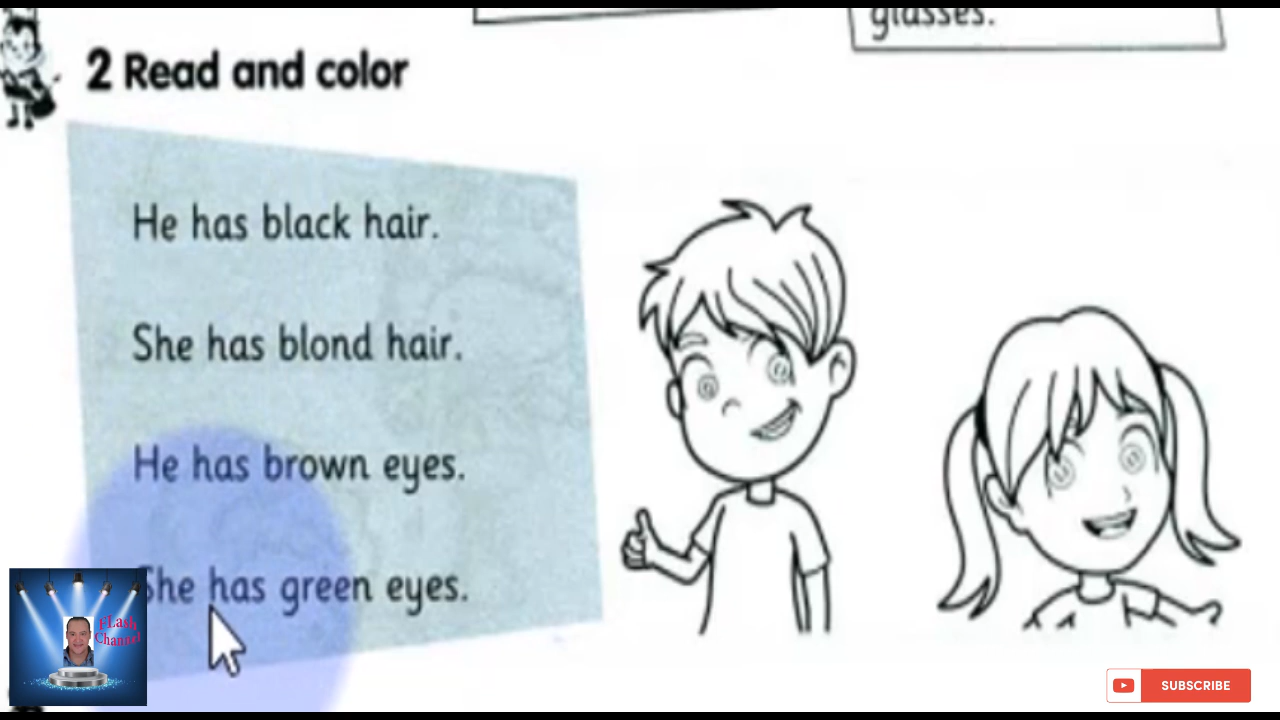 glasses.
2 Read and color
He has black hair.
She has blond hair.
He has brown eyes.
She has green eyes.
FLash
Channel
SUBSCRIBE